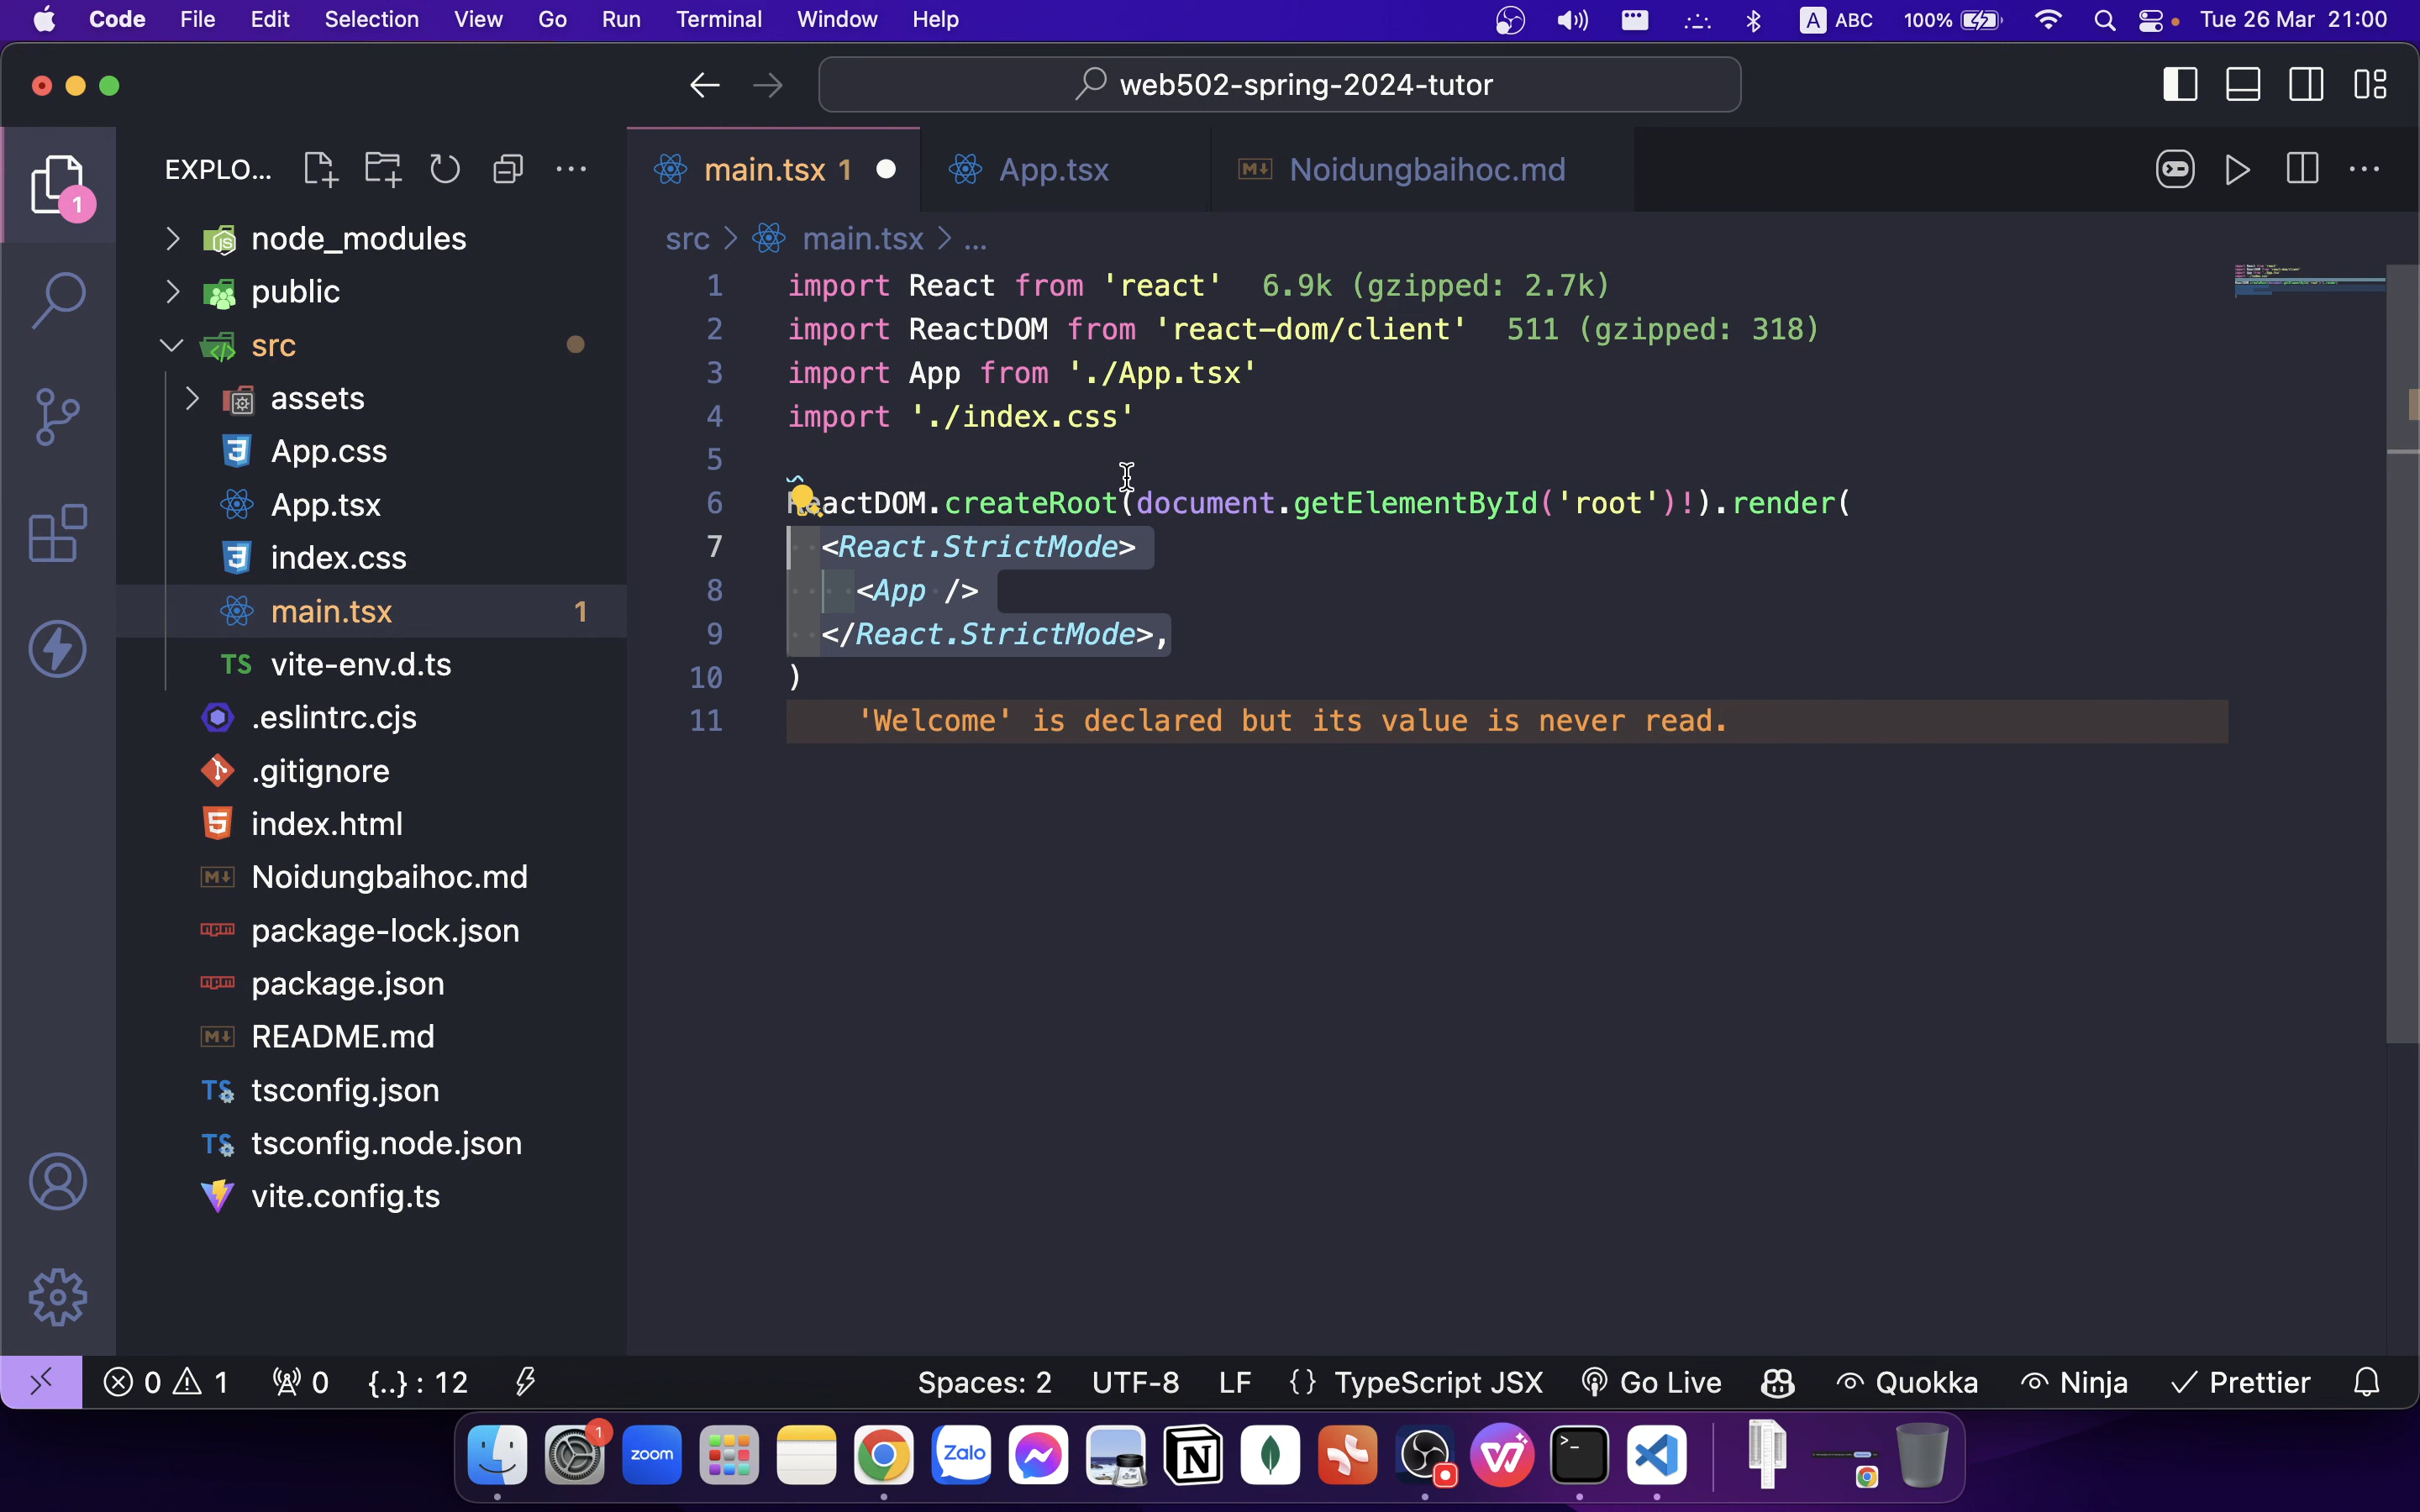 Code File Edit Selection View Go Run Terminal Window Help A ABC 100% Tue 26 Mar 21:00
web502-spring-2024-tutor
EXPLO...
main.tsx 1
App.tsx
Noidungbaihoc.md
1
node_modules
public
src
assets
App.css
App.tsx
index.css
main.tsx 1
TS vite-env.d.ts
.eslintrc.cjs
.gitignore
index.html
Noidungbaihoc.md
package-lock.json
package.json
README.md
tsconfig.json
tsconfig.node.json
vite.config.ts
src > main.tsx > ...
1 import React from 'react' 6.9k (gzipped: 2.7k)
2 import ReactDOM from 'react-dom/client' 511 (gzipped: 318)
3 import App from './App.tsx'
4 import './index.css'
5
6 ReactDOM.createRoot(document.getElementById('root')!).render(
7 <React.StrictMode>
8 <App />
9 </React.StrictMode>,
10 )
11 'Welcome' is declared but its value is never read.
0 1 0 {..} : 12 Spaces: 2 UTF-8 LF {} TypeScript JSX Go Live Quokka Ninja Prettier
1
zoom
Zalo